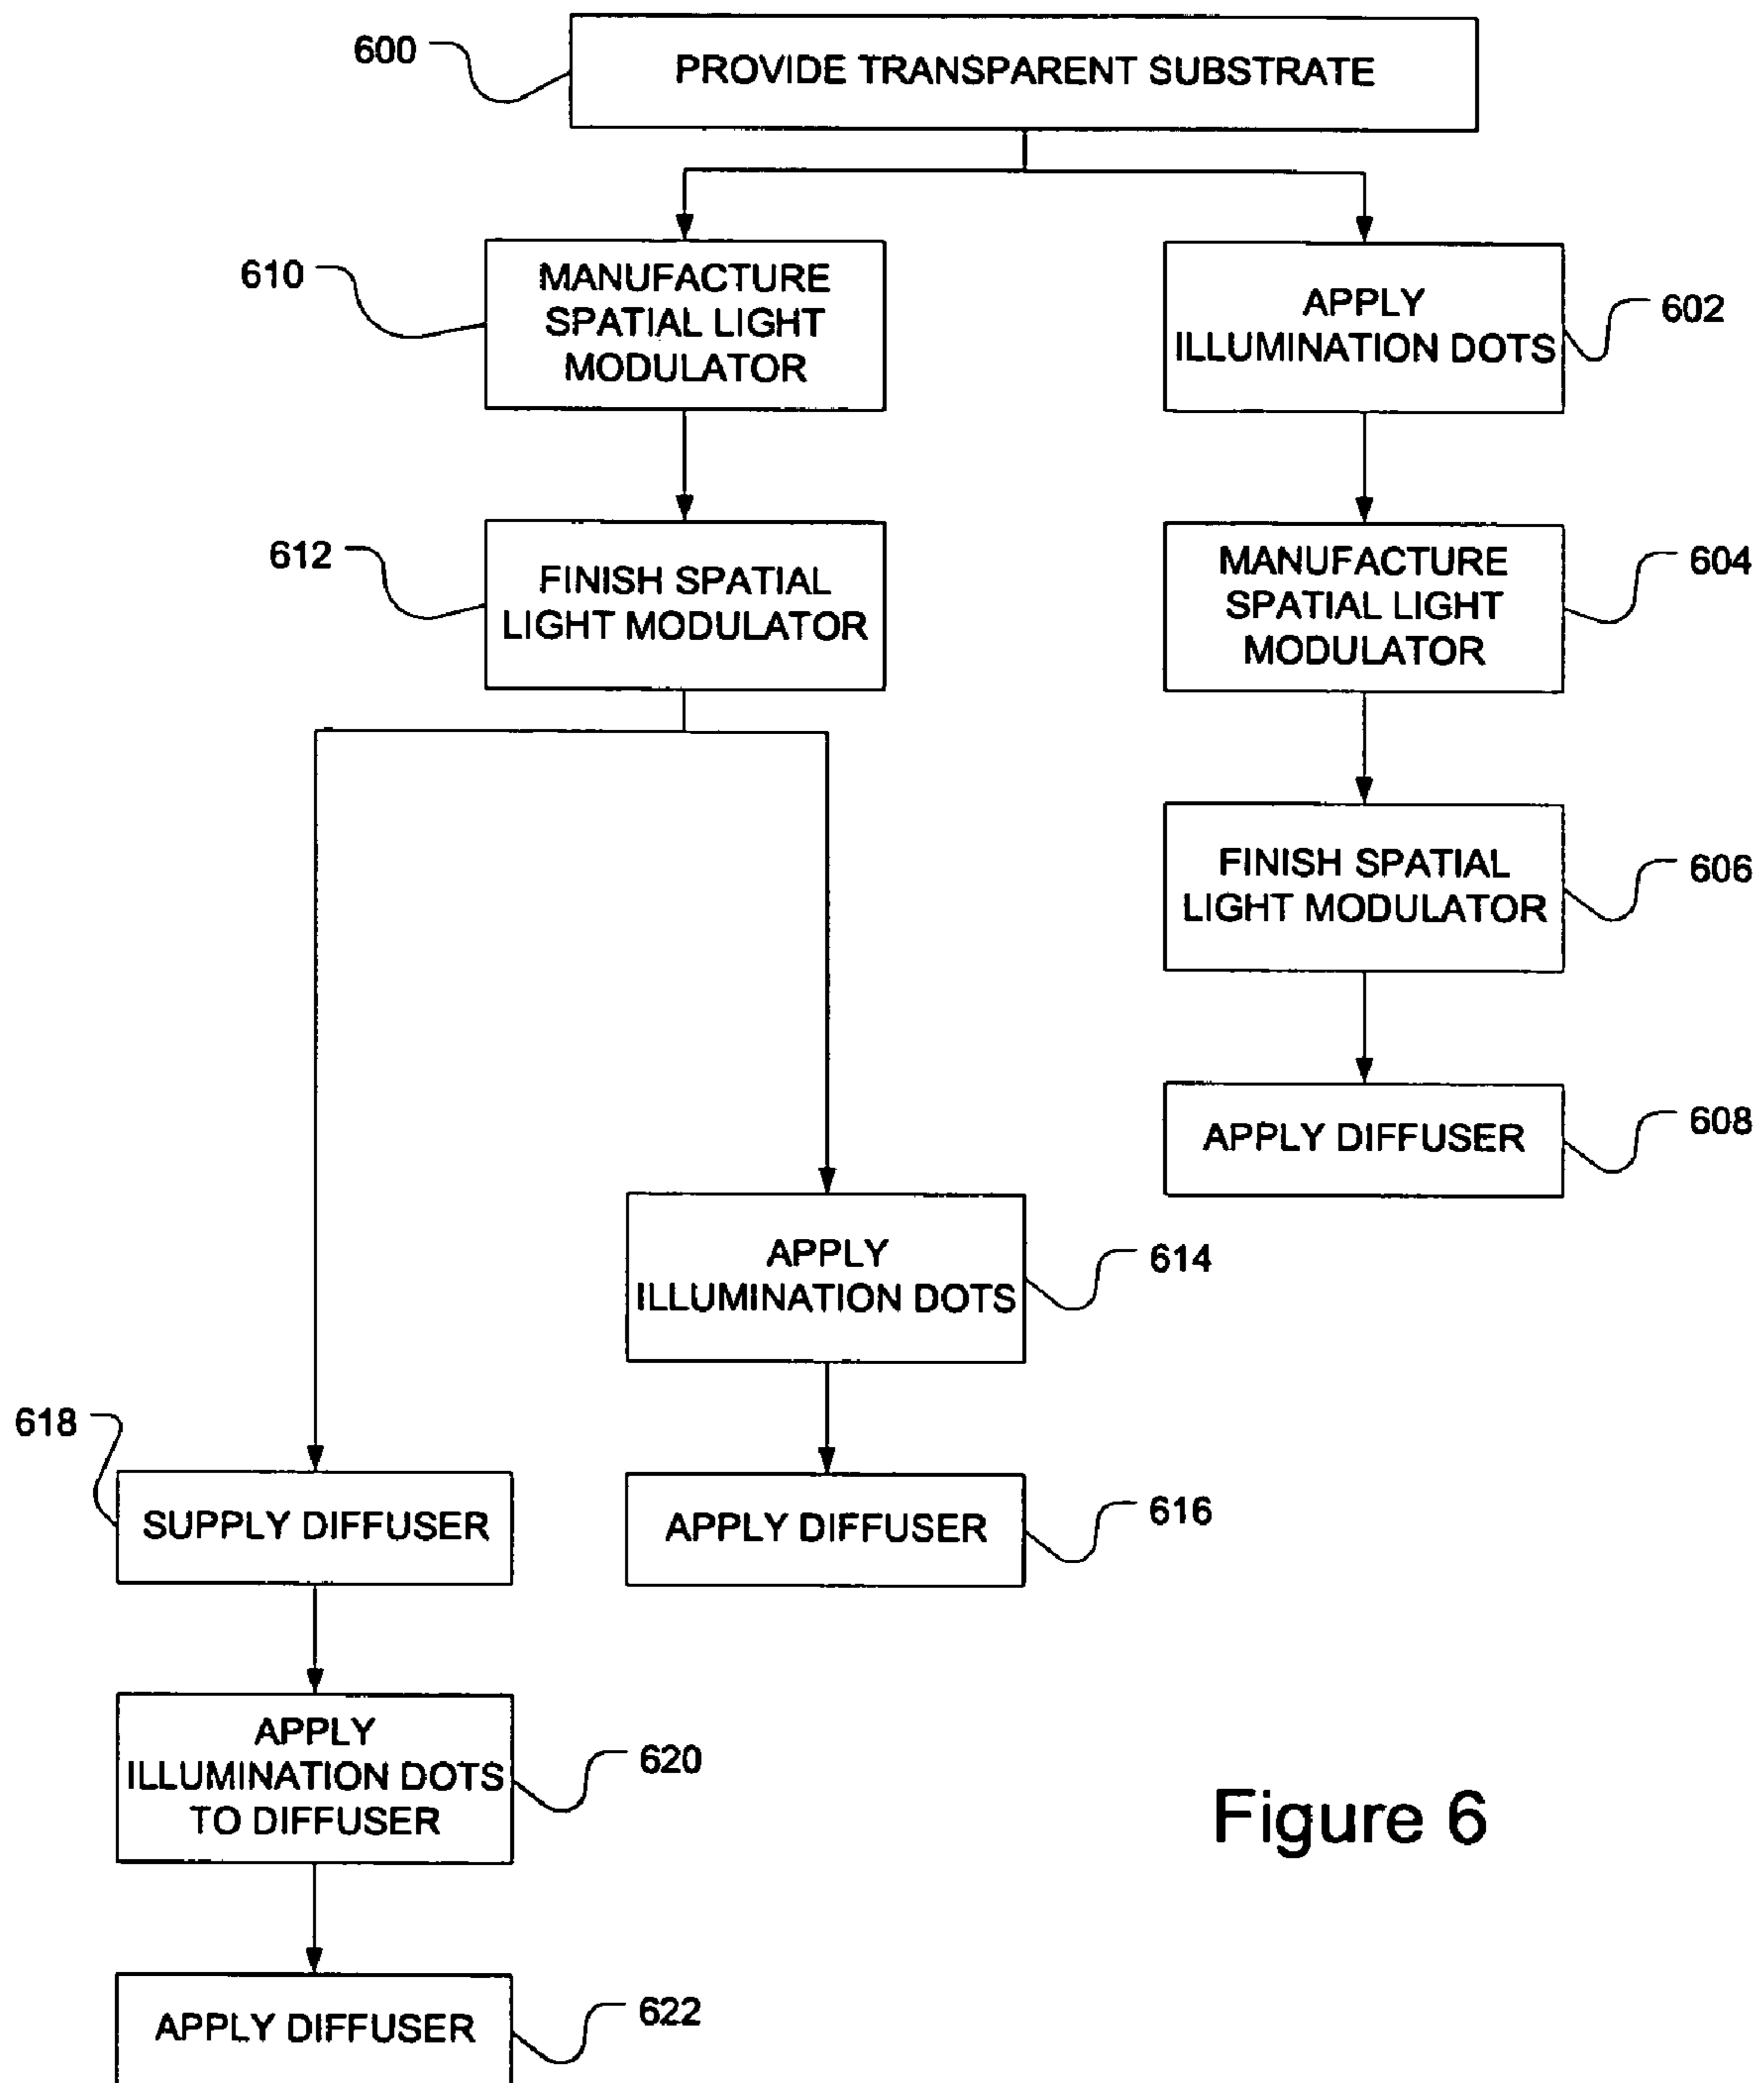 600
PROVIDE TRANSPARENT SUBSTRATE
610
MANUFACTURE
SPATIAL LIGHT
MODULATOR
APPLY
ILLUMINATION DOTS
602
612
FINISH SPATIAL
LIGHT MODULATOR
MANUFACTURE
SPATIAL LIGHT
MODULATOR
604
FINISH SPATIAL
LIGHT MODULATOR
606
APPLY DIFFUSER
608
APPLY
ILLUMINATION DOTS
614
618
SUPPLY DIFFUSER
APPLY DIFFUSER
616
APPLY
ILLUMINATION DOTS
TO DIFFUSER
620
Figure 6
APPLY DIFFUSER
622